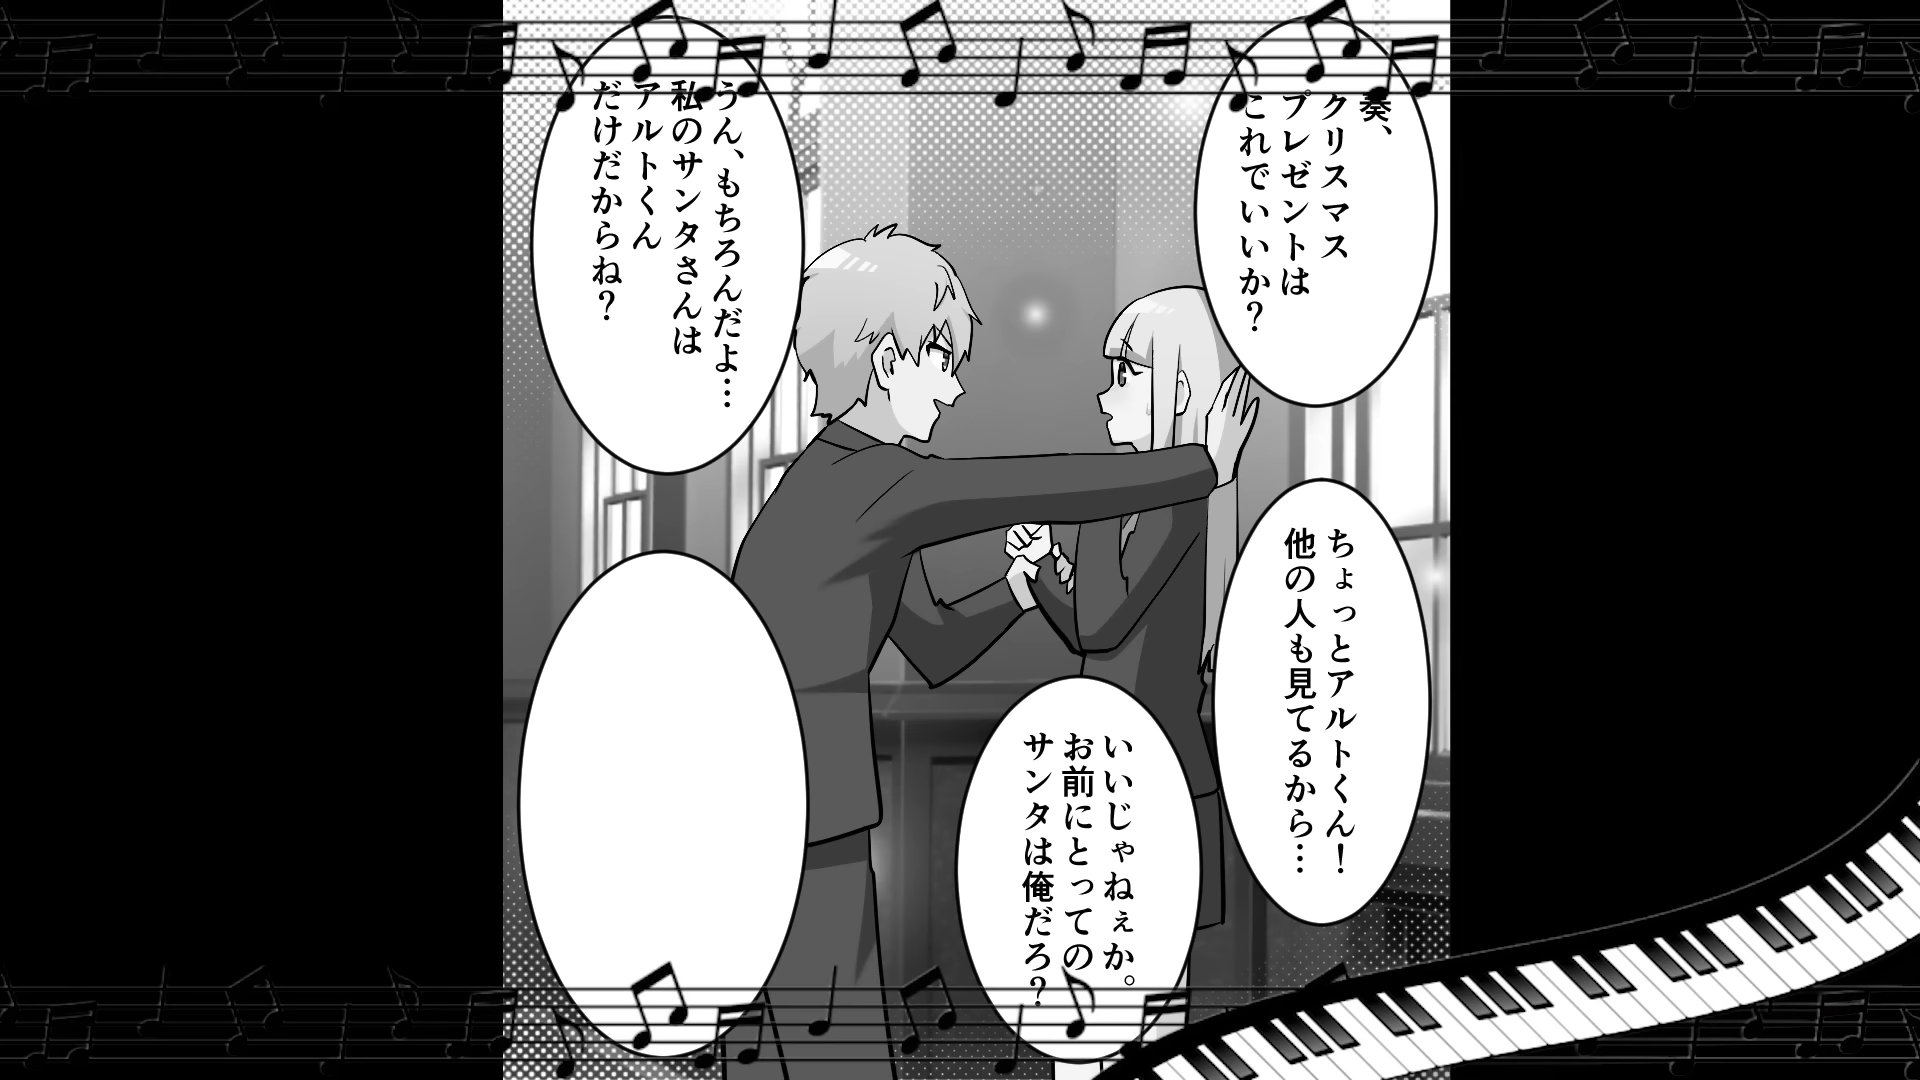 奏、
クリスマス
プレゼントは
これでいいか？
ちょっとアルトくん！
他の人も見てるから…
いいじゃねぇか。
お前にとっての
サンタは俺だろ？
うん、もちろんだよ…
私のサンタさんは
アルトくん
だけだからね？